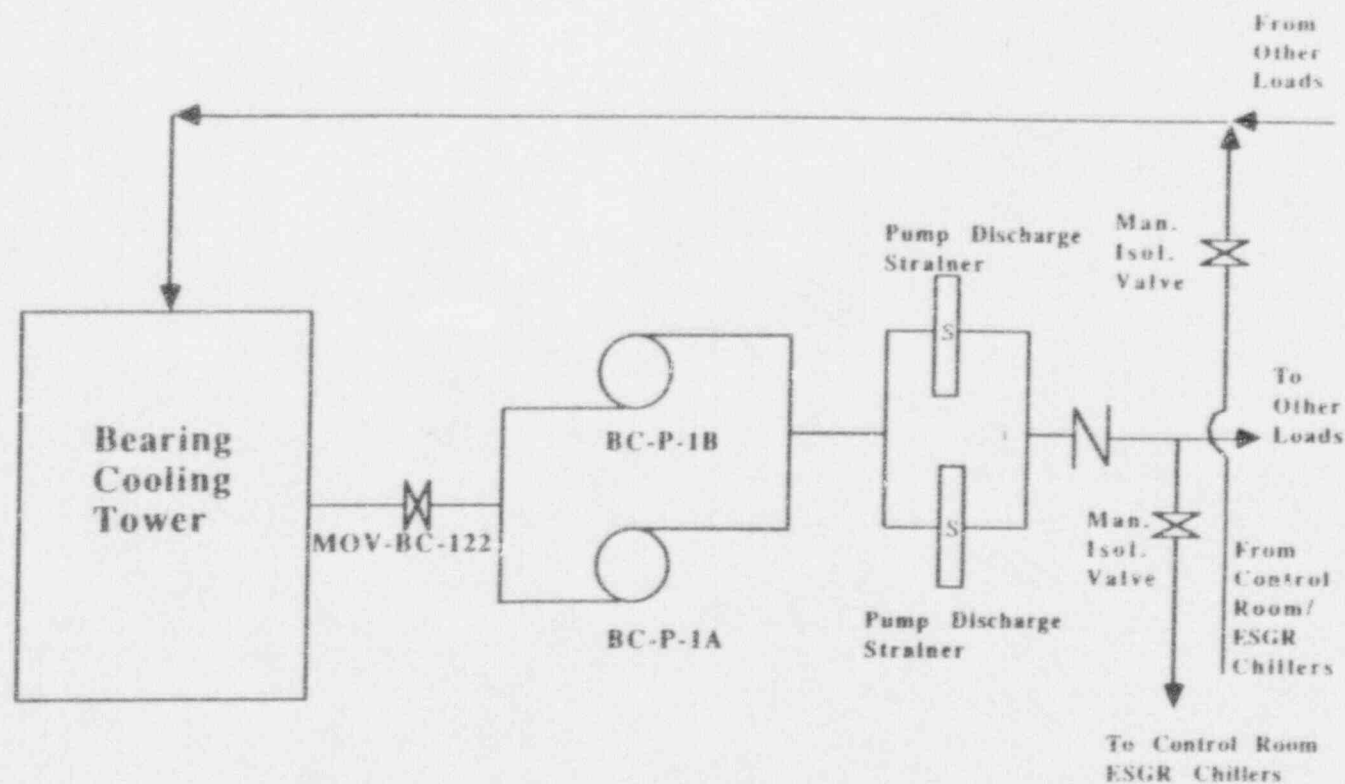 From
Other
Loads
Pump Discharge
Strainer
Man.
Isol.
Valve
To
Other
Loads
Bearing
Cooling
Tower
MOV-BC-122
BC-P-1B
S
S
BC-P-1A
Pump Discharge
Strainer
Man.
Isol.
Valve
From
Control
Room/
ESGR
Chillers
To Control Room
ESGR Chillers